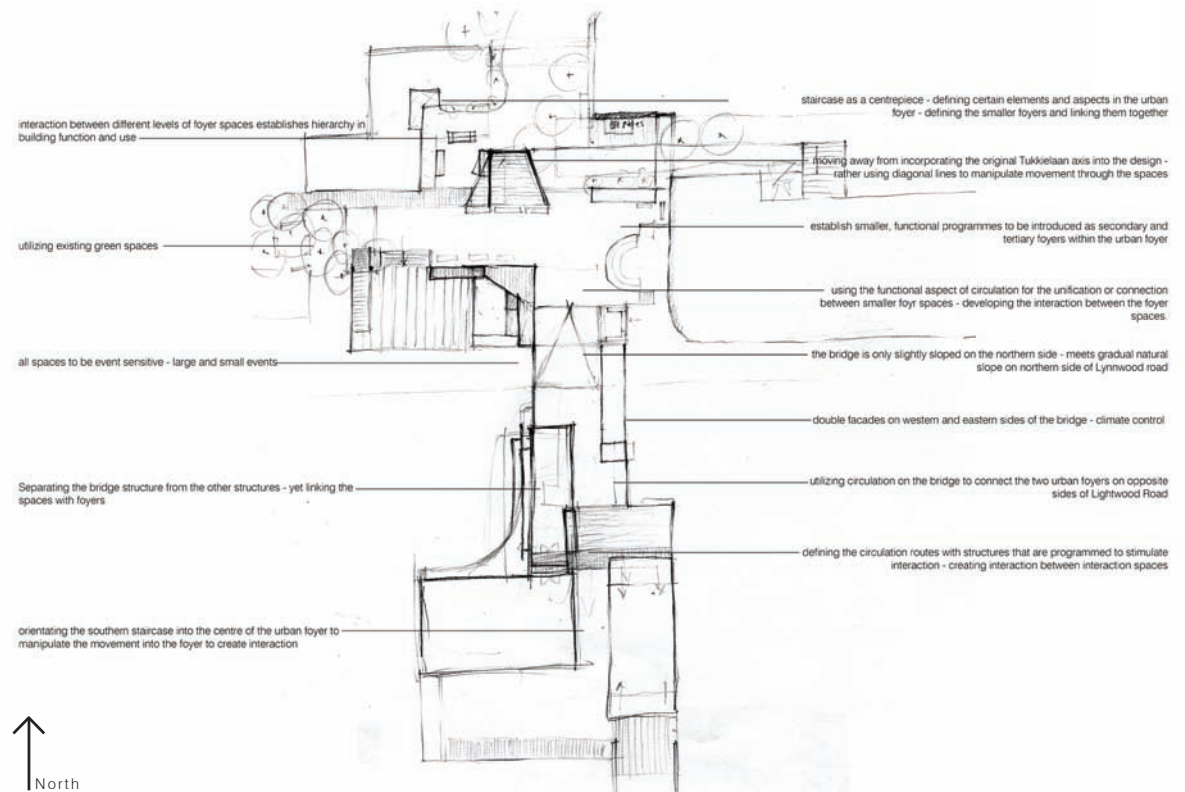 staircase as a centrepiece - defining certain elements and aspects in the urban
foyer - defining the smaller foyers and linking them together
interaction between different levels of foyer spaces establishes hierarchy in
building function and use
moving away from incorporating the original Tukkielaan axis into the design -
rather using diagonal lines to manipulate movement through the spaces
establish smaller, functional programmes to be introduced as secondary and
tertiary foyers within the urban foyer
utilizing existing green spaces
using the functional aspect of circulation for the unification or connection
between smaller foyr spaces - developing the interaction between the foyer
spaces.
the bridge is only slightly sloped on the northern side - meets gradual natural
slope on northern side of Lynnwood road
all spaces to be event sensitive - large and small events
double facades on western and eastern sides of the bridge - climate control
utilizing circulation on the bridge to connect the two urban foyers on opposite
sides of Lightwood Road
Separating the bridge structure from the other structures - yet linking the
spaces with foyers
defining the circulation routes with structures that are programmed to stimulate
interaction - creating interaction between interaction spaces
orientating the southern staircase into the centre of the urban foyer to
manipulate the movement into the foyer to create interaction
North